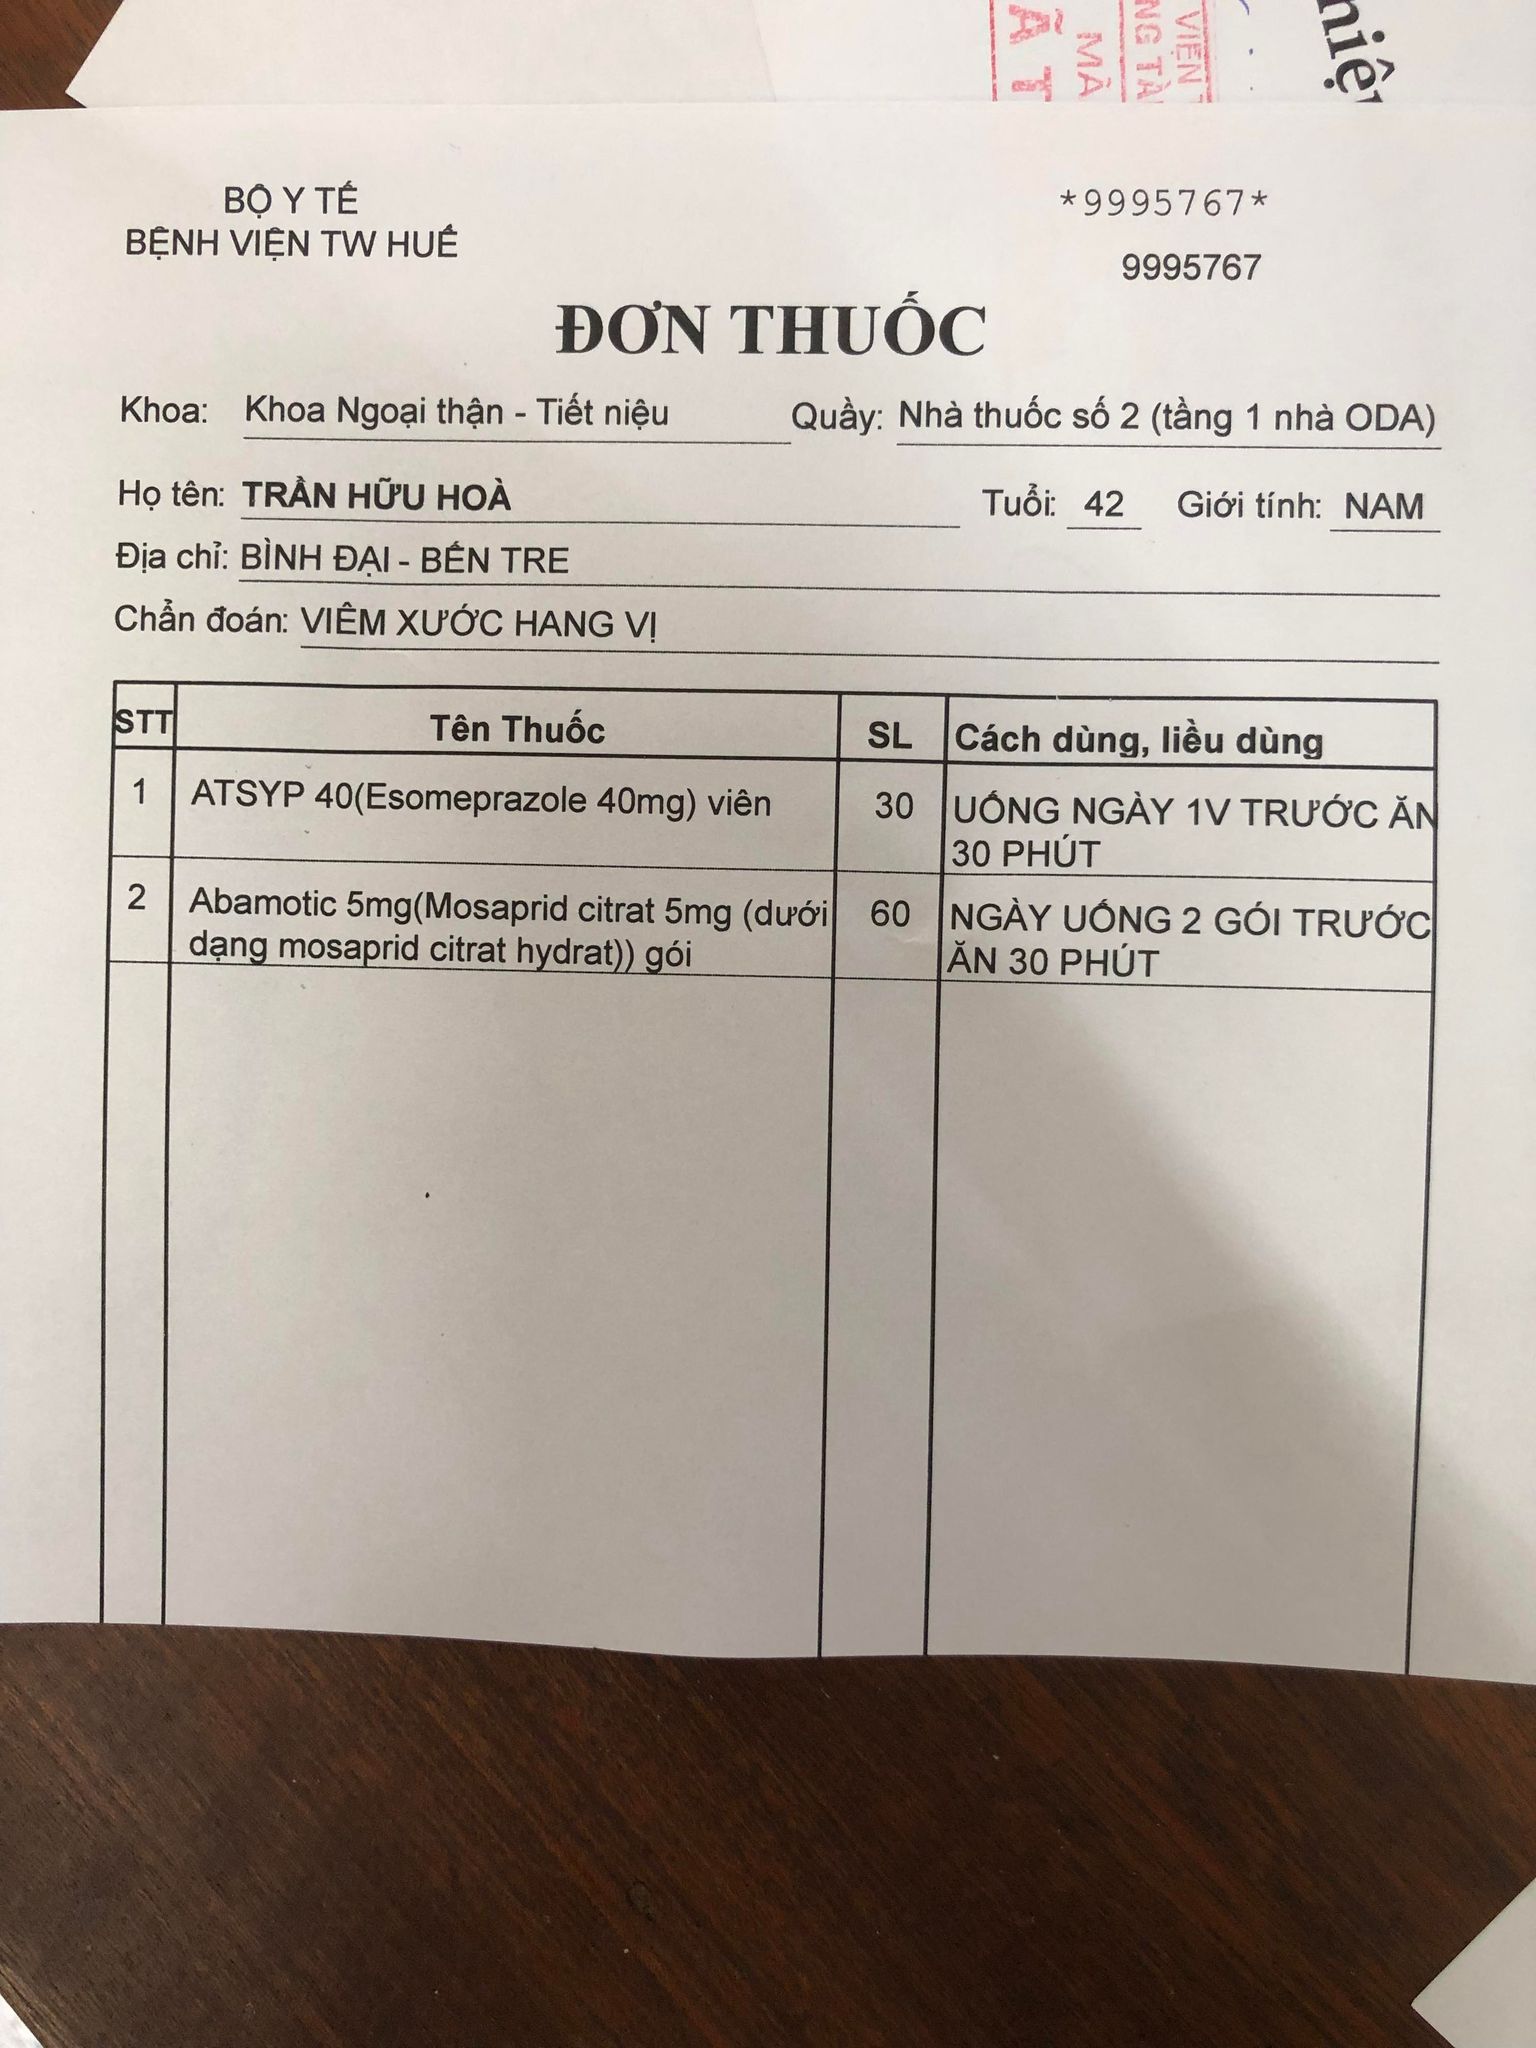 VIỆN
NG TÀ
MÃ
ẤT
BỘ Y TẾ
BỆNH VIỆN TW HUẾ
*9995767*
9995767
ĐƠN THUỐC
Khoa: Khoa Ngoại thận - Tiết niệu Quầy: Nhà thuốc số 2 (tầng 1 nhà ODA)
Họ tên: TRẦN HỮU HOÀ Tuổi: 42 Giới tính: NAM
Địa chỉ: BÌNH ĐẠI - BẾN TRE
Chẩn đoán: VIÊM XƯỚC HANG VỊ
STT Tên Thuốc SL Cách dùng, liều dùng
1 ATSYP 40(Esomeprazole 40mg) viên 30 UỐNG NGÀY 1V TRƯỚC ĂN
30 PHÚT
2 Abamotic 5mg(Mosaprid citrat 5mg (dưới 60 NGÀY UỐNG 2 GÓI TRƯỚC
dạng mosaprid citrat hydrat)) gói ĂN 30 PHÚT